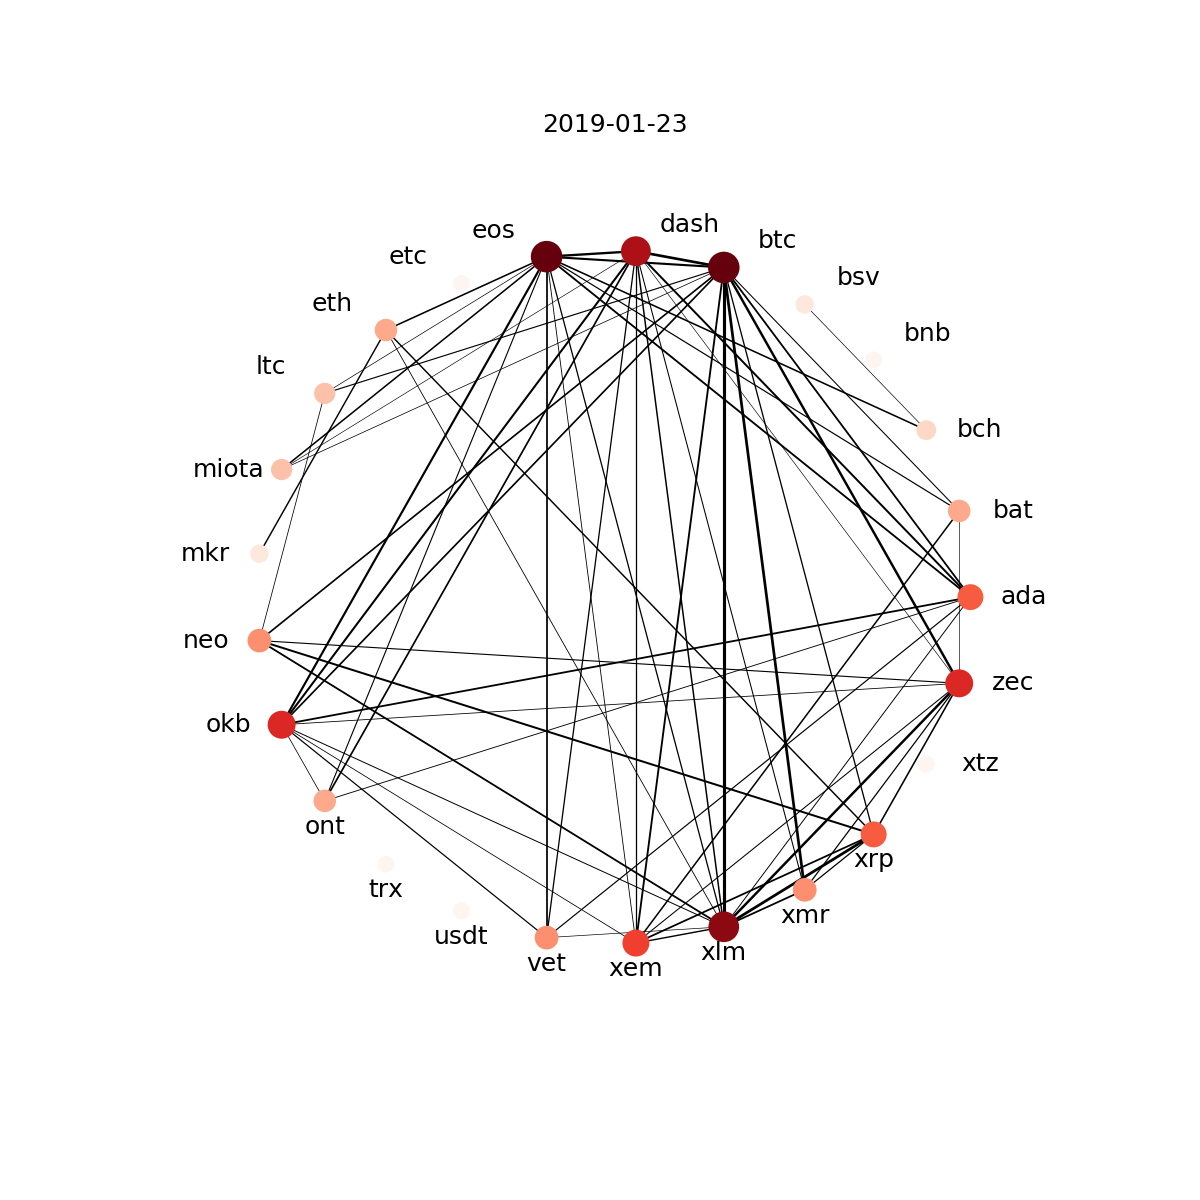 2019-01-23
dash
eos
btc
etc
bsv
eth
bnb
ltc
bch
miota
bat
mkr
ada
neo
zec
okb
xtz
ont
xrp
trx
xmr
usdt
xlm
vet
xem